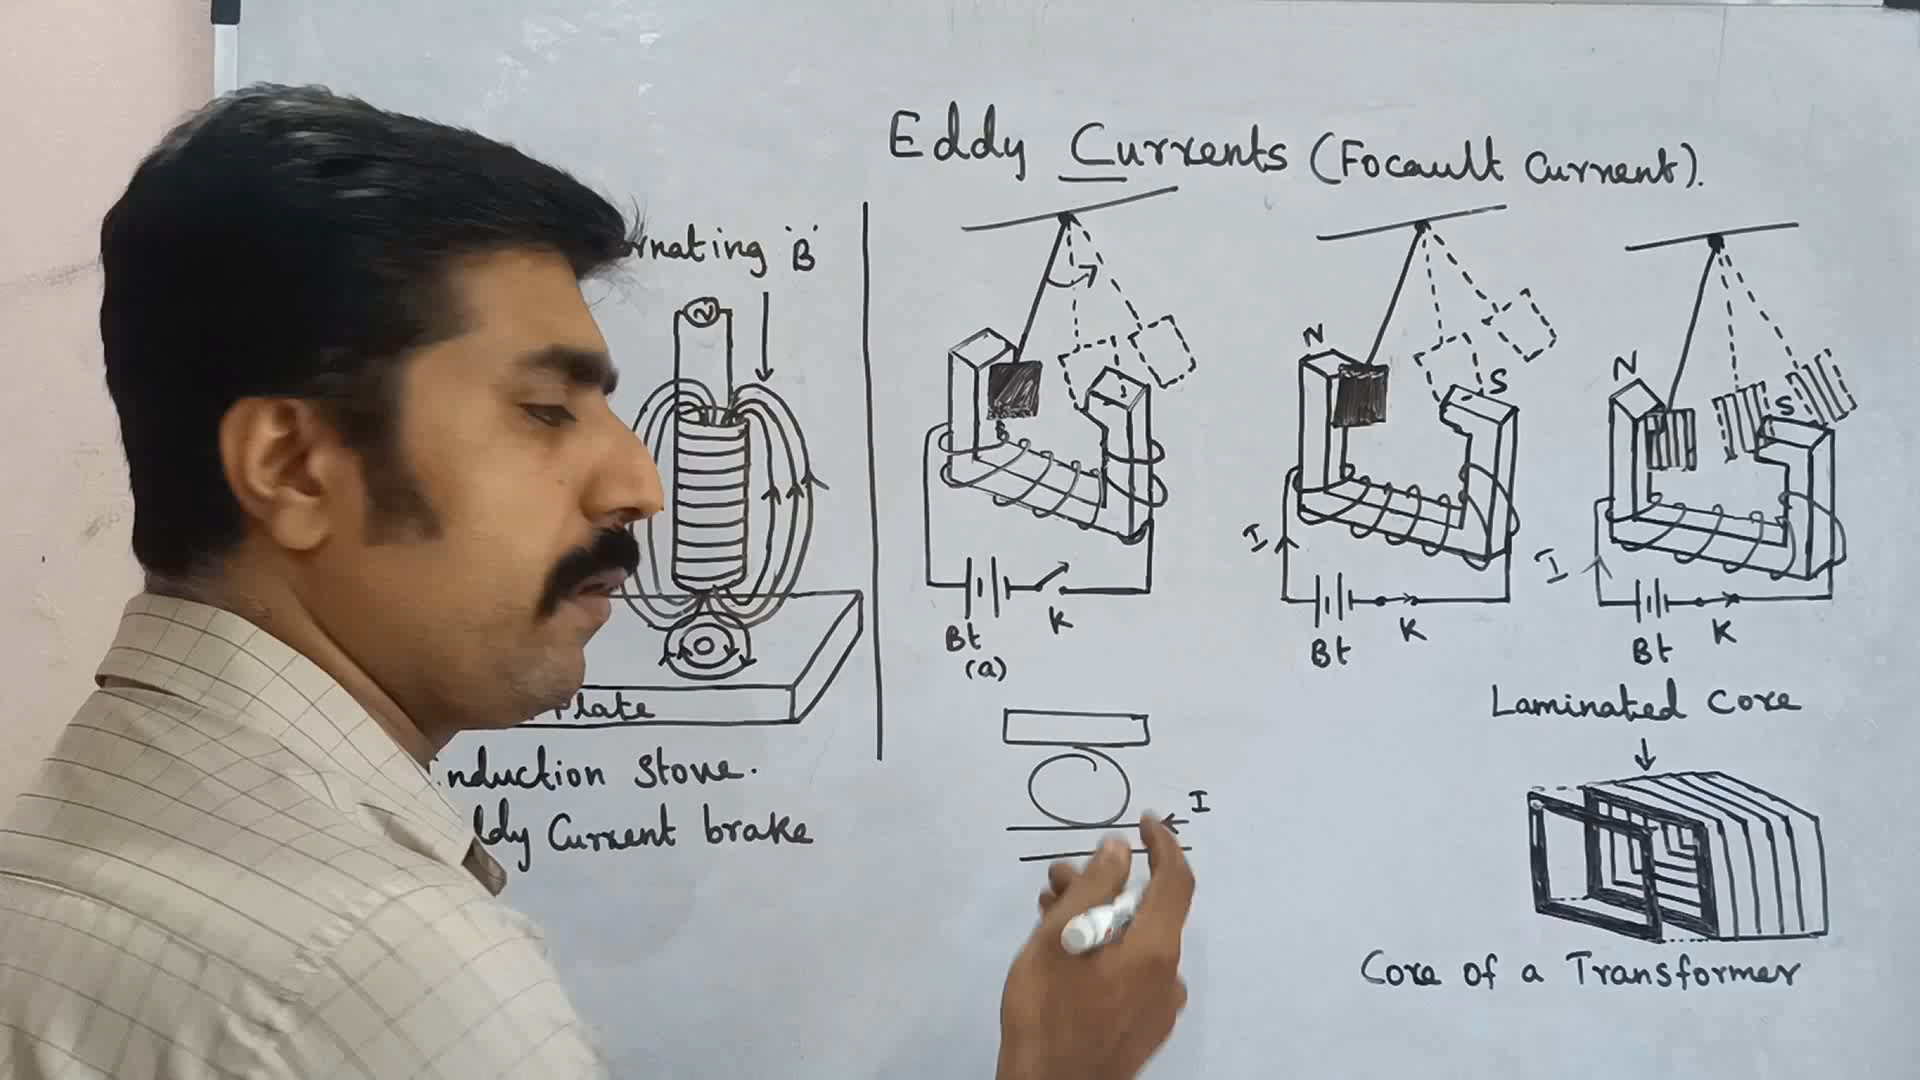 Eddy Currents (Focault Current).
rnating 'B'
N
N
S
N
S
I
I
Bt
K
Bt
K
Bt
K
(a)
Plate
Laminated Core
nduction Stove.
ddy Current brake
I
Core of a Transformer